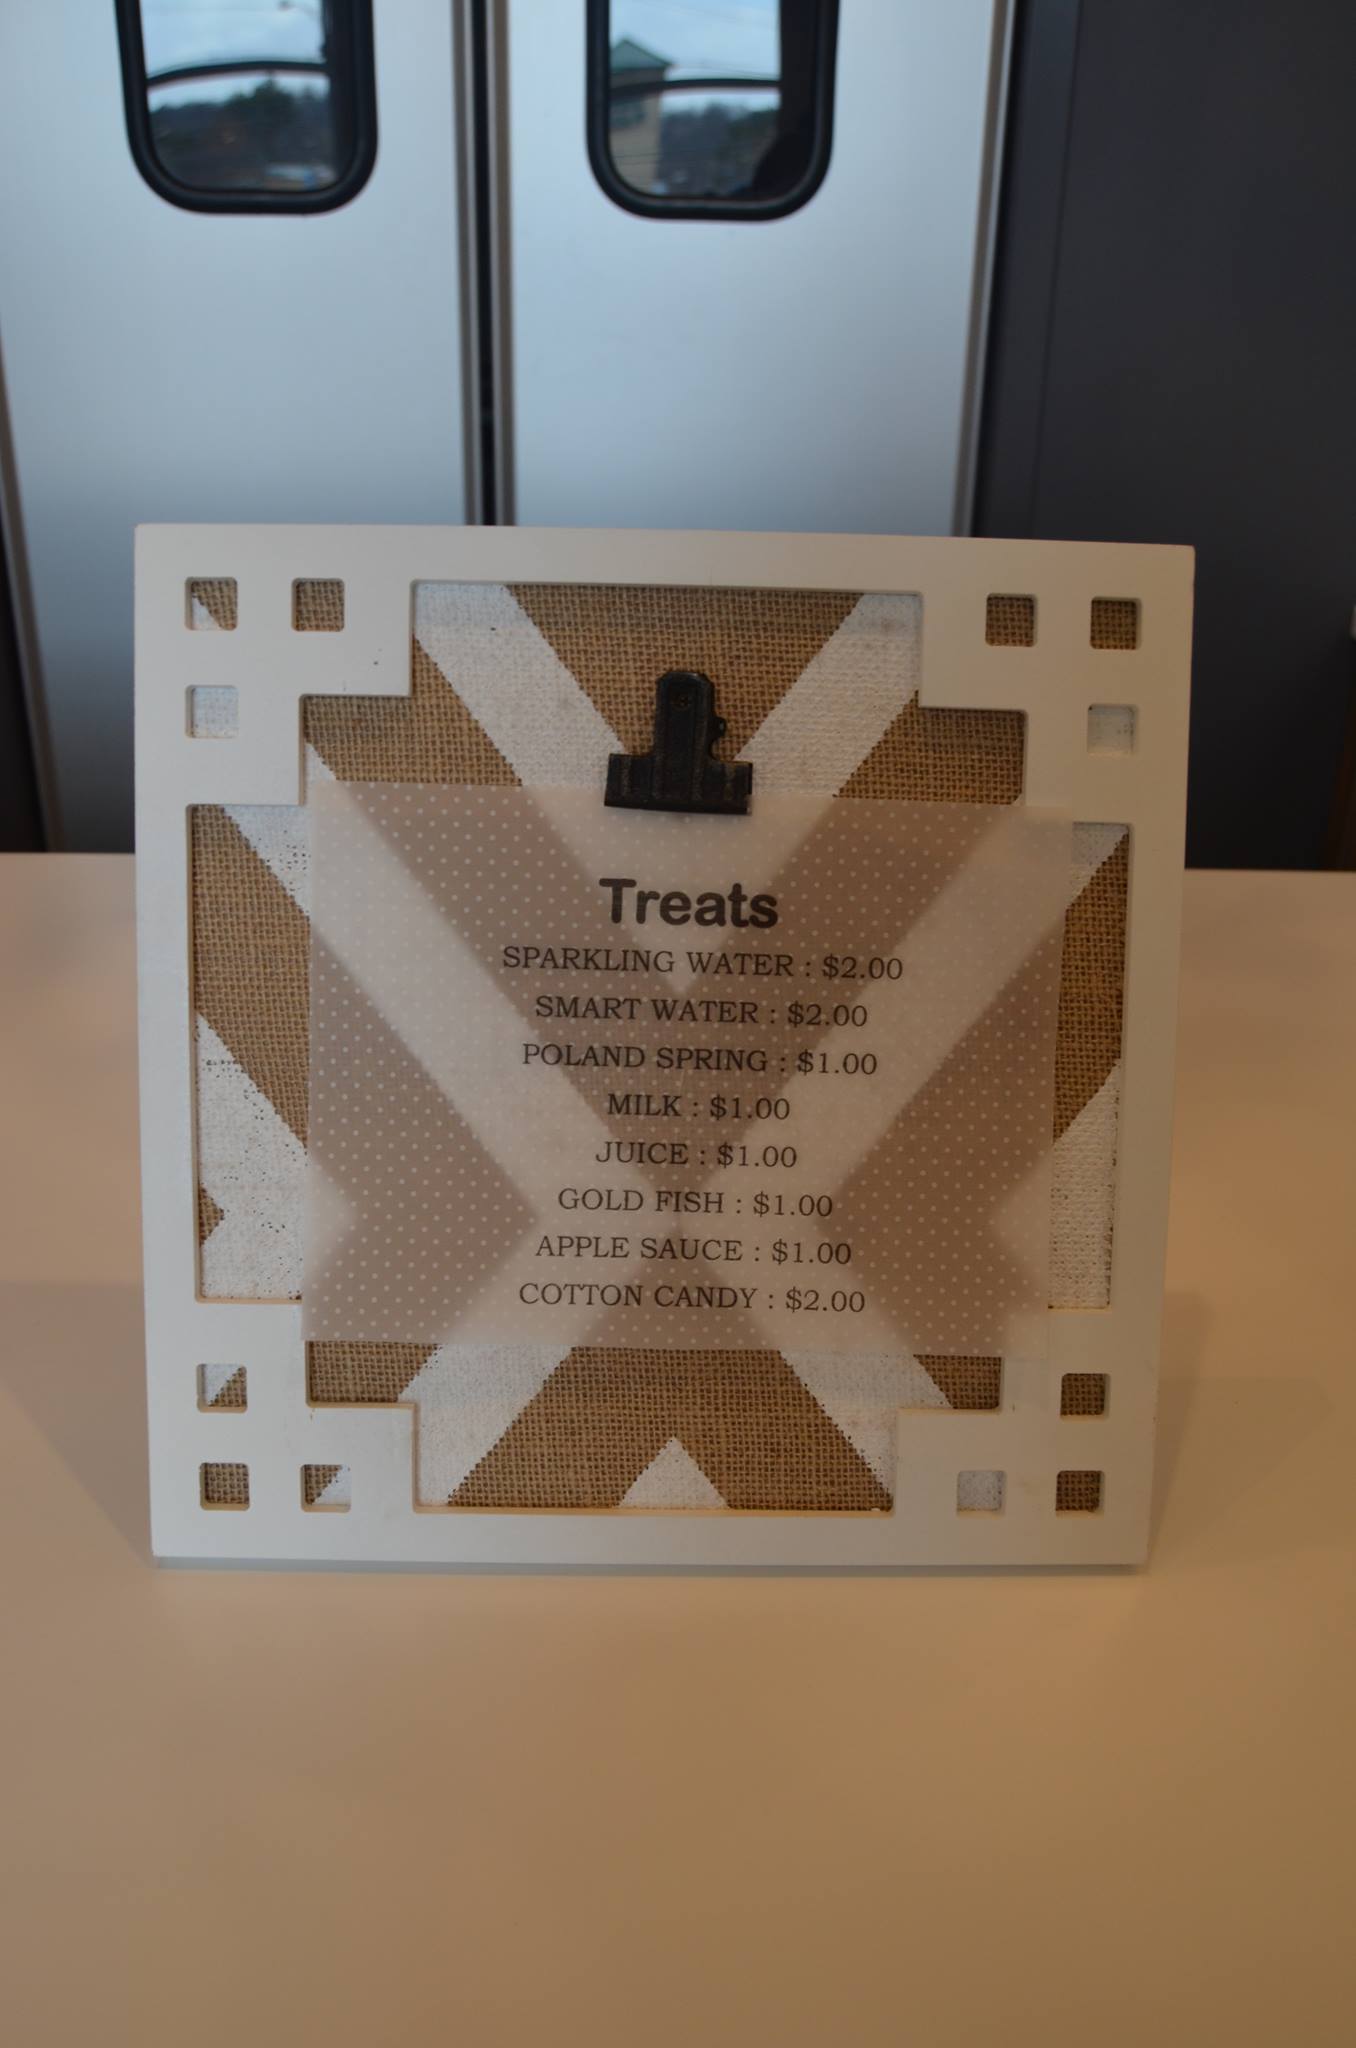 Treats
SPARKLING WATER : $2.00
SMART WATER : $2.00
POLAND SPRING : $1.00
MILK : $1.00
JUICE : $1.00
GOLD FISH : $1.00
APPLE SAUCE : $1.00
COTTON CANDY : $2.00